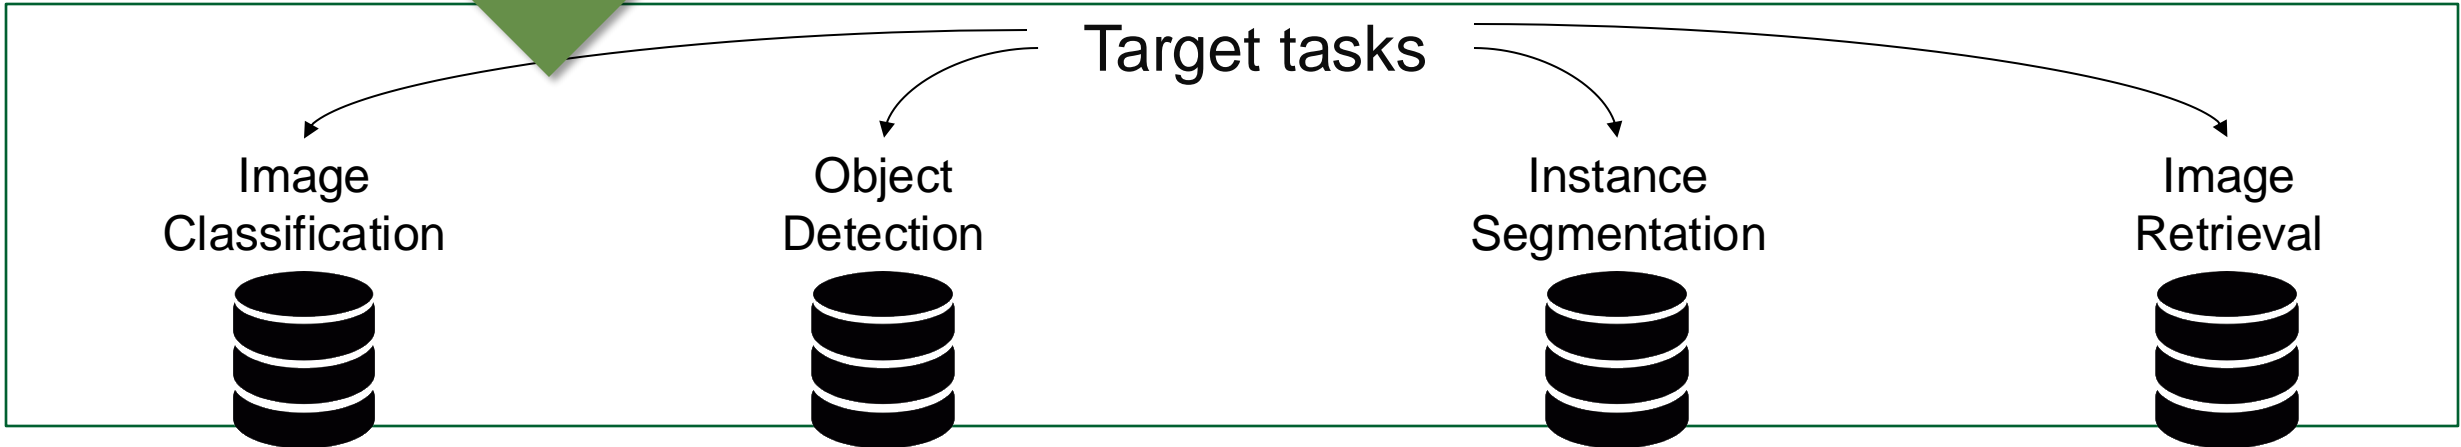 Target tasks
Image
Classification
Object
Detection
Instance
Segmentation
Image
Retrieval